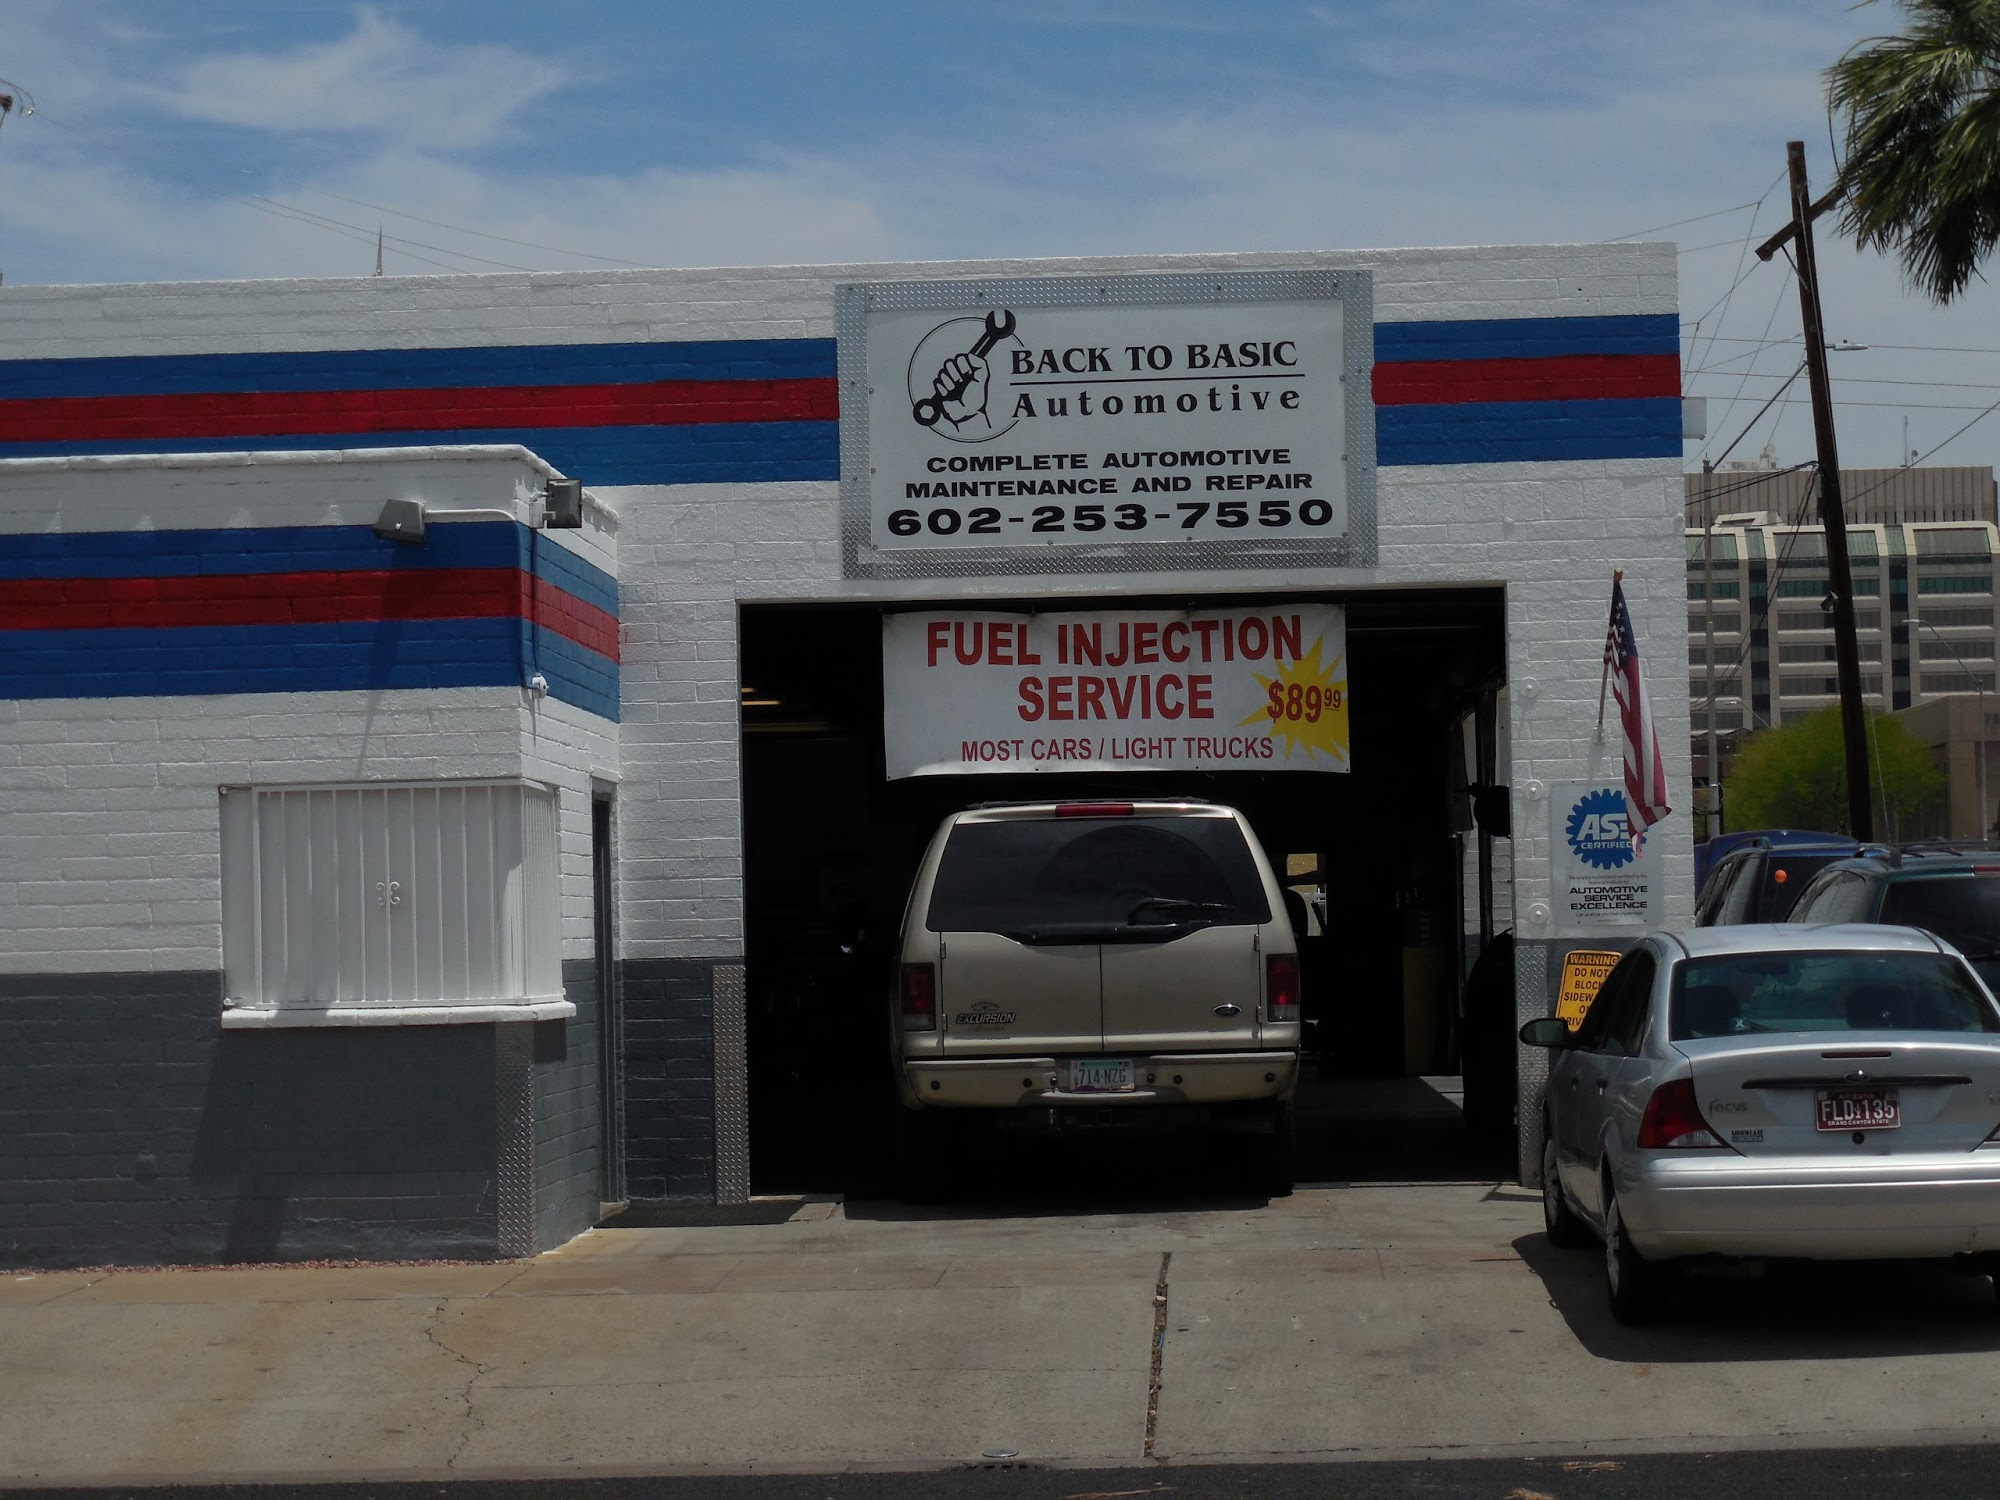 BACK TO BASIC
Automotive
COMPLETE AUTOMOTIVE
MAINTENANCE AND REPAIR
602-253-7550
FUEL INJECTION
SERVICE
$89 99
MOST CARS / LIGHT TRUCKS
ASE
CERTIFIED
AUTOMOTIVE
SERVICE
EXCELLENCE
WARNING
DO NOT
BLOCK
EXCURSION
Ford
714·NZG
focus
ARIZONA
FLD 135
GRAND CANYON STATE